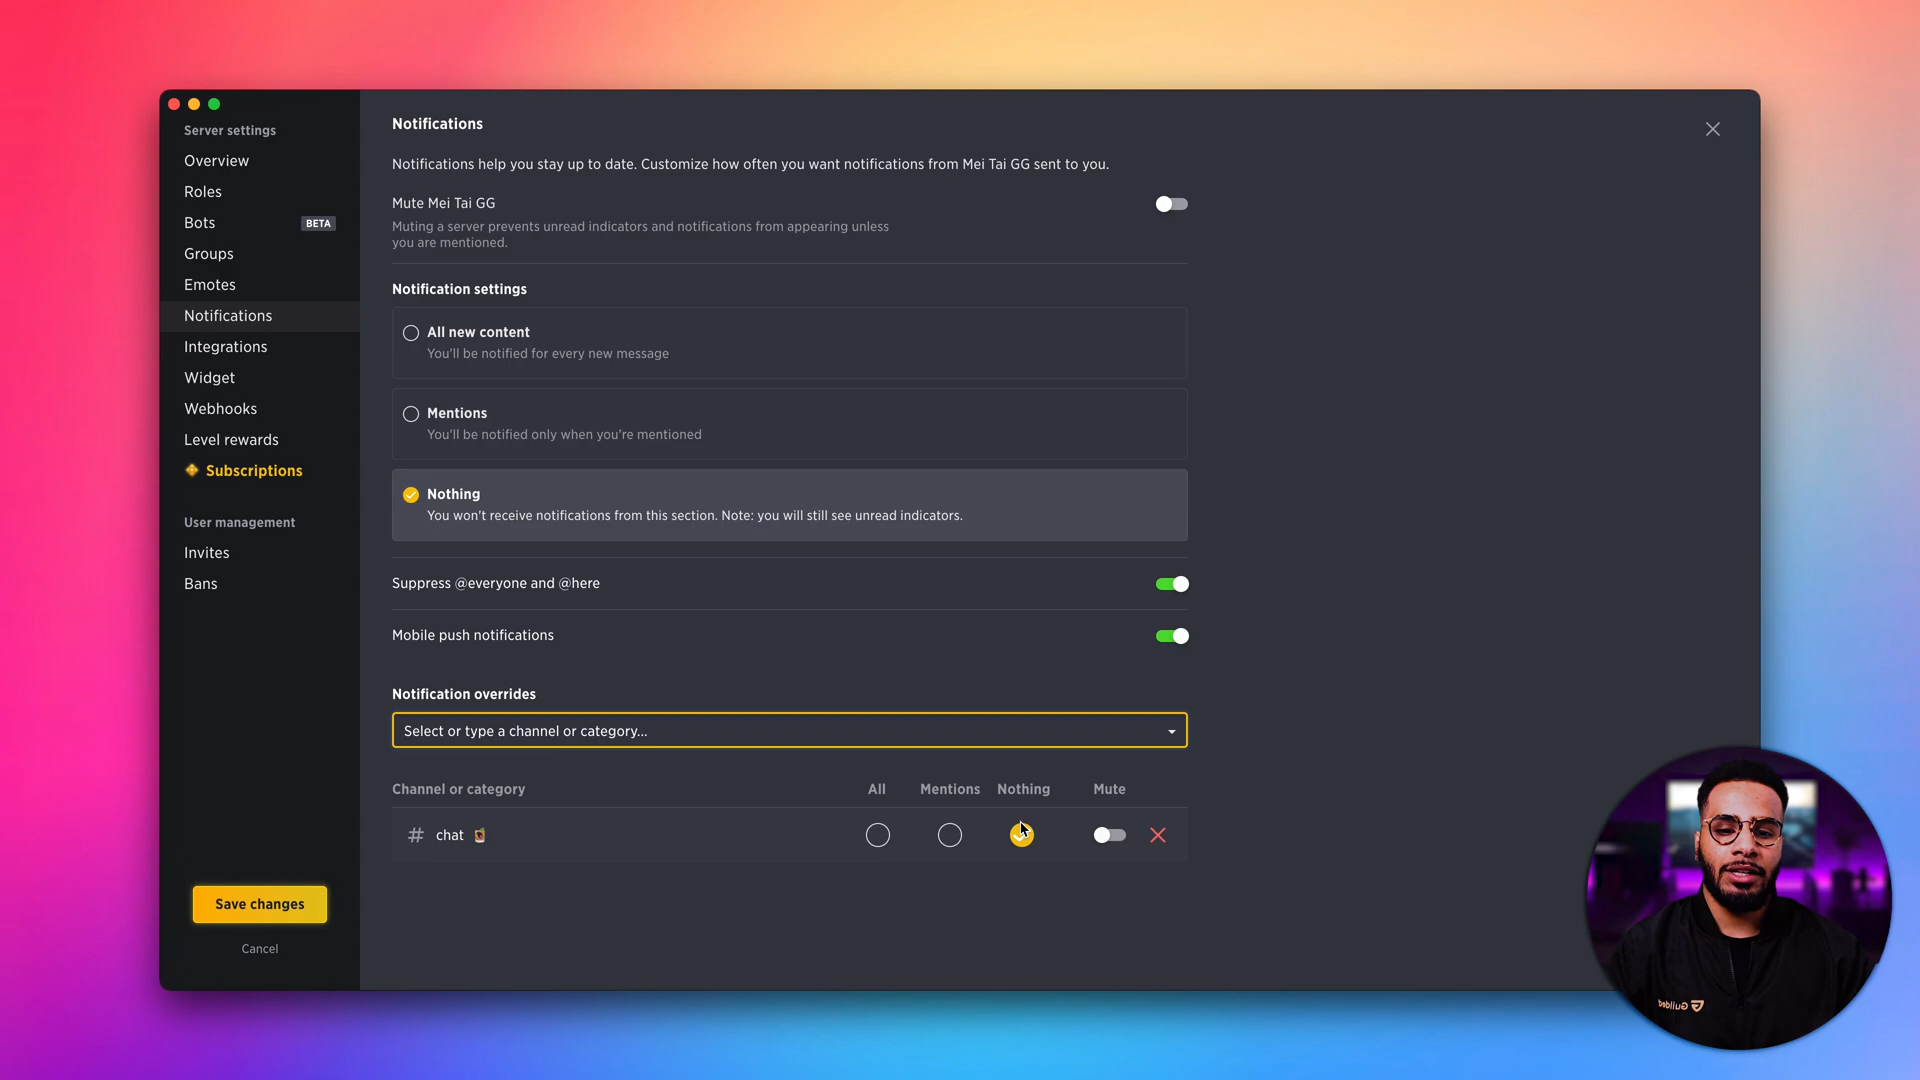 Server settings
Overview
Roles
Bots BETA
Groups
Emotes
Notifications
Integrations
Widget
Webhooks
Level rewards
Subscriptions
User management
Invites
Bans
Save changes
Cancel
Notifications
Notifications help you stay up to date. Customize how often you want notifications from Mei Tai GG sent to you.
Mute Mei Tai GG
Muting a server prevents unread indicators and notifications from appearing unless
you are mentioned.
Notification settings
All new content
You'll be notified for every new message
Mentions
You'll be notified only when you're mentioned
Nothing
You won't receive notifications from this section. Note: you will still see unread indicators.
Suppress @everyone and @here
Mobile push notifications
Notification overrides
Select or type a channel or category...
Channel or category All Mentions Nothing Mute
# chat
Guilded